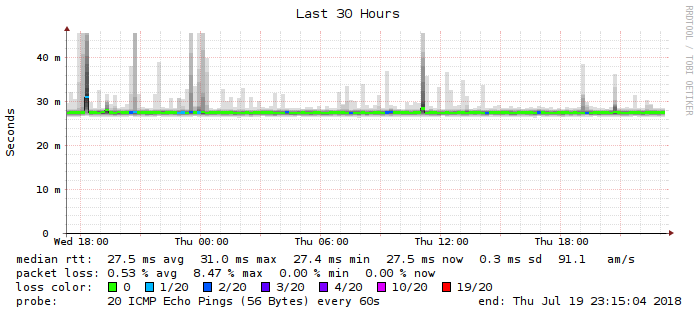 Last 30 Hours
RRDTOOL / TOBI OETIKER
Seconds
40 m
30 m
20 m
10 m
0
Wed 18:00 Thu 00:00 Thu 06:00 Thu 12:00 Thu 18:00
median rtt: 27.5 ms avg 31.0 ms max 27.4 ms min 27.5 ms now 0.3 ms sd 91.1 am/s
packet loss: 0.53 % avg 8.47 % max 0.00 % min 0.00 % now
loss color: 0 1/20 2/20 3/20 4/20 10/20 19/20
probe: 20 ICMP Echo Pings (56 Bytes) every 60s end: Thu Jul 19 23:15:04 2018